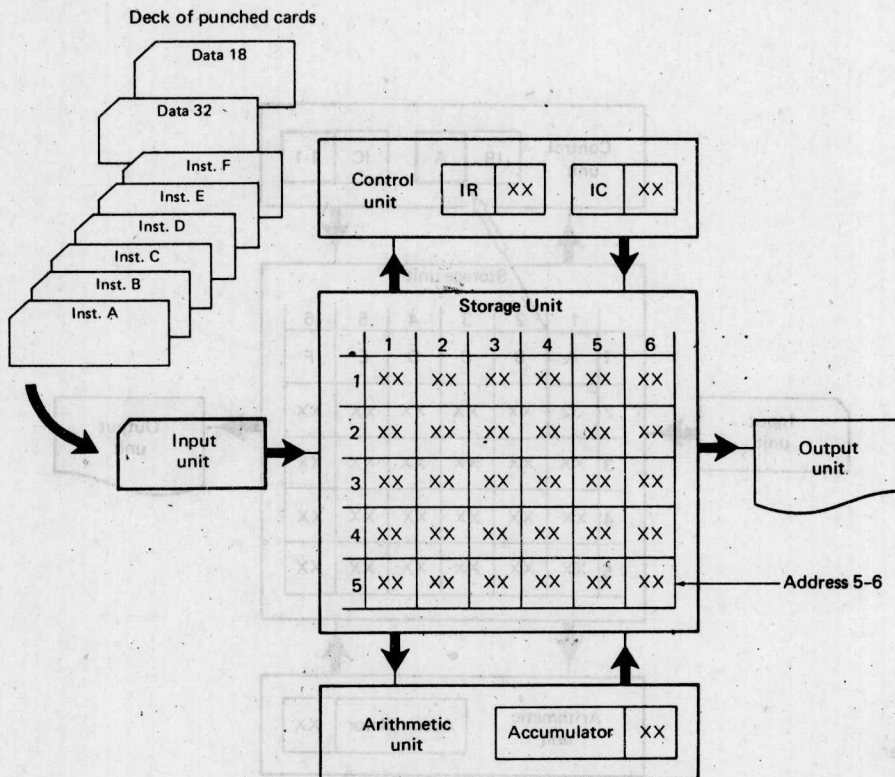 Deck of punched cards
Data 18
Data 32
Inst. F
Inst. E
Inst. D
Inst. C
Inst. B
Inst. A
Control unit
IR XX IC XX
Storage Unit
1 2 3 4 5 6
1 XX XX XX XX XX XX
2 XX XX XX XX XX XX
3 XX XX XX XX XX XX
4 XX XX XX XX XX XX
5 XX XX XX XX XX XX
Input
unit
Output
unit.
Address 5-6
Arithmetic
unit
Accumulator XX